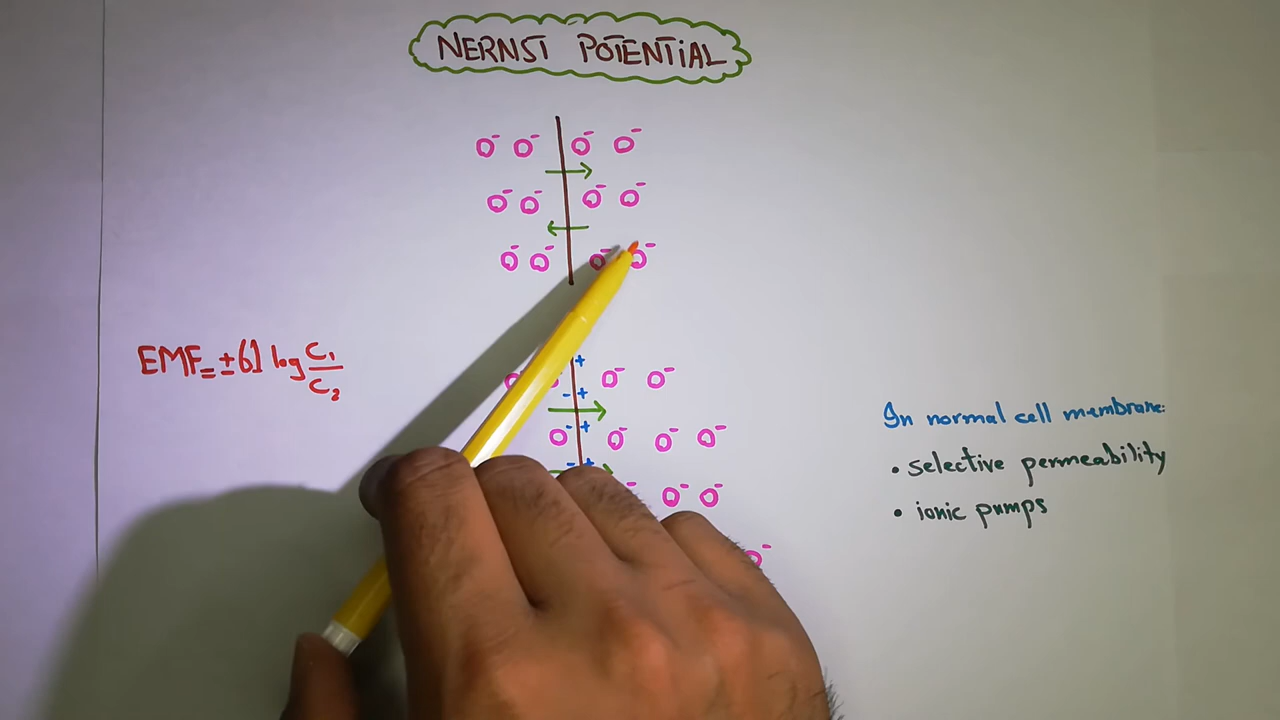 NERNST POTENTIAL
EMF = ±61 log C₁/C₂
In normal cell membrane:
• selective permeability
• ionic pumps